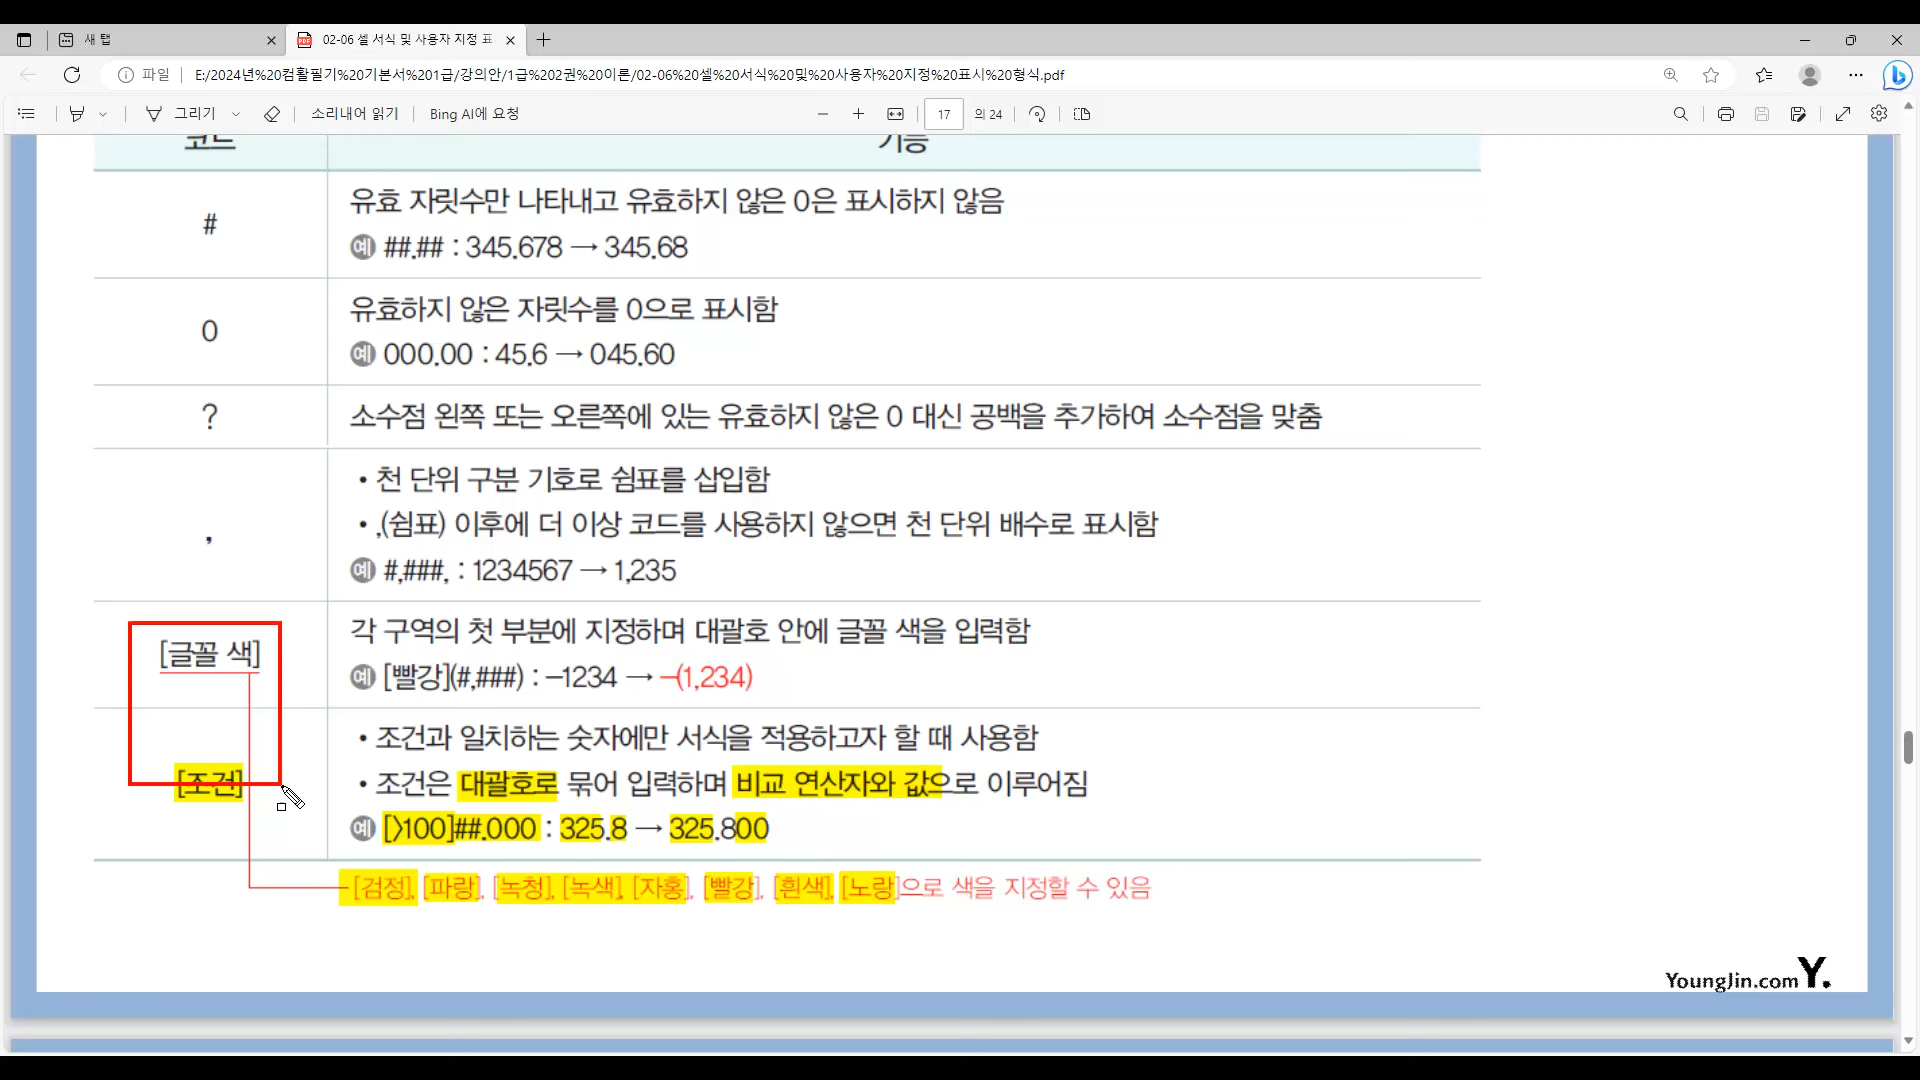 새 탭
02-06 셀 서식 및 사용자 지정 표
파일
E:/2024년%20컴활필기%20기본서%201급/강의안/1급%202권%20이론/02-06%20셀%20서식%20및%20사용자%20지정%20표시%20형식.pdf
그리기
소리내어 읽기
Bing AI에 요청
17
의 24
코드
기능
#
유효 자릿수만 나타내고 유효하지 않은 0은 표시하지 않음
예 ##.## : 345.678 → 345.68
0
유효하지 않은 자릿수를 0으로 표시함
예 000.00 : 45.6 → 045.60
?
소수점 왼쪽 또는 오른쪽에 있는 유효하지 않은 0 대신 공백을 추가하여 소수점을 맞춤
,
• 천 단위 구분 기호로 쉼표를 삽입함
• ,(쉼표) 이후에 더 이상 코드를 사용하지 않으면 천 단위 배수로 표시함
예 #,###, : 1234567 → 1,235
[글꼴 색]
각 구역의 첫 부분에 지정하며 대괄호 안에 글꼴 색을 입력함
예 [빨강](#,###) : –1234 → –(1,234)
[조건]
• 조건과 일치하는 숫자에만 서식을 적용하고자 할 때 사용함
• 조건은 대괄호로 묶어 입력하며 비교 연산자와 값으로 이루어짐
예 [>100]##.000 : 325.8 → 325.800
[검정], [파랑], [녹청], [녹색], [자홍], [빨강], [흰색], [노랑]으로 색을 지정할 수 있음
YoungJin.com Y.